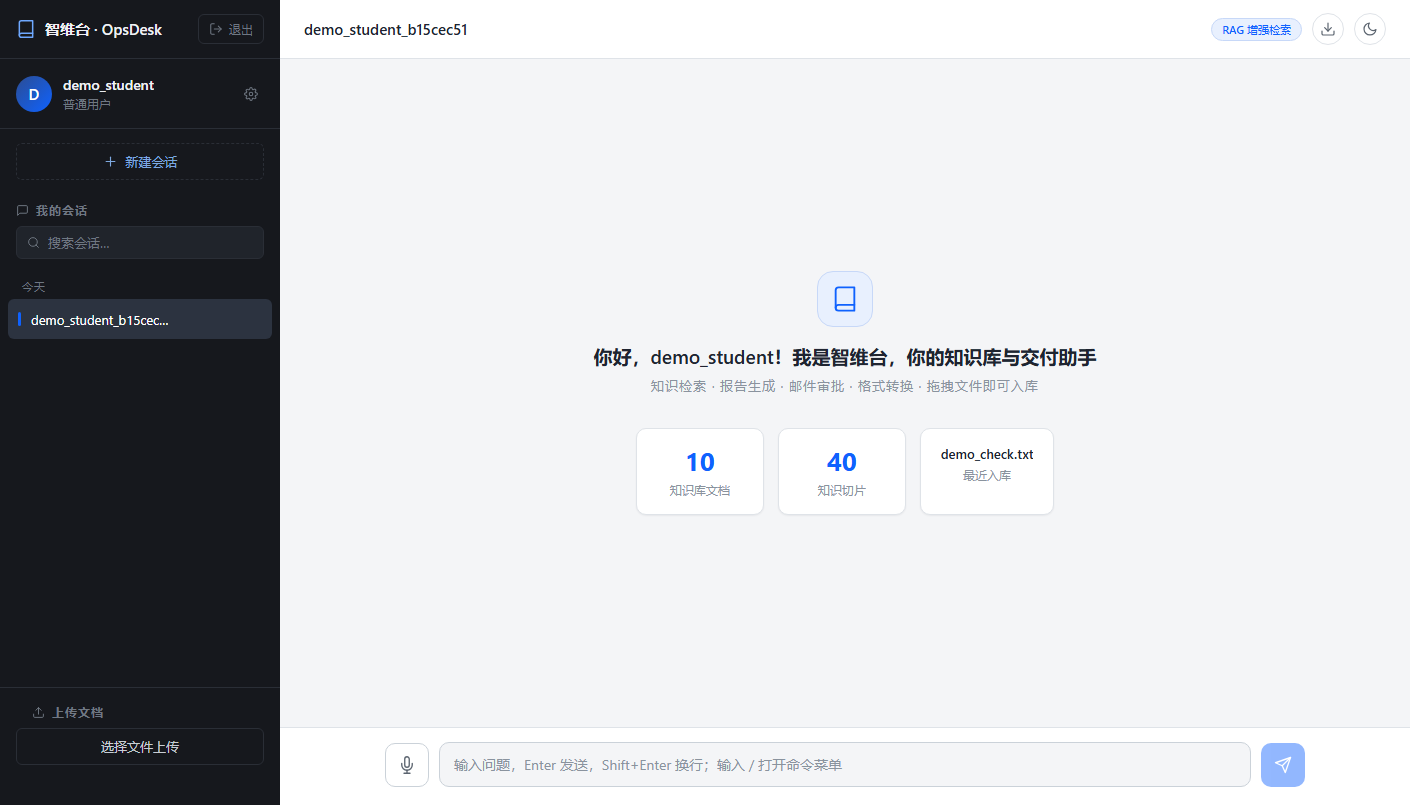 智维台 · OpsDesk
退出
D
demo_student
普通用户
新建会话
我的会话
搜索会话...
今天
demo_student_b15cec...
上传文档
选择文件上传
demo_student_b15cec51
RAG 增强检索
你好，demo_student！我是智维台，你的知识库与交付助手
知识检索 · 报告生成 · 邮件审批 · 格式转换 · 拖拽文件即可入库
10
知识库文档
40
知识切片
demo_check.txt
最近入库
输入问题，Enter 发送，Shift+Enter 换行；输入 / 打开命令菜单